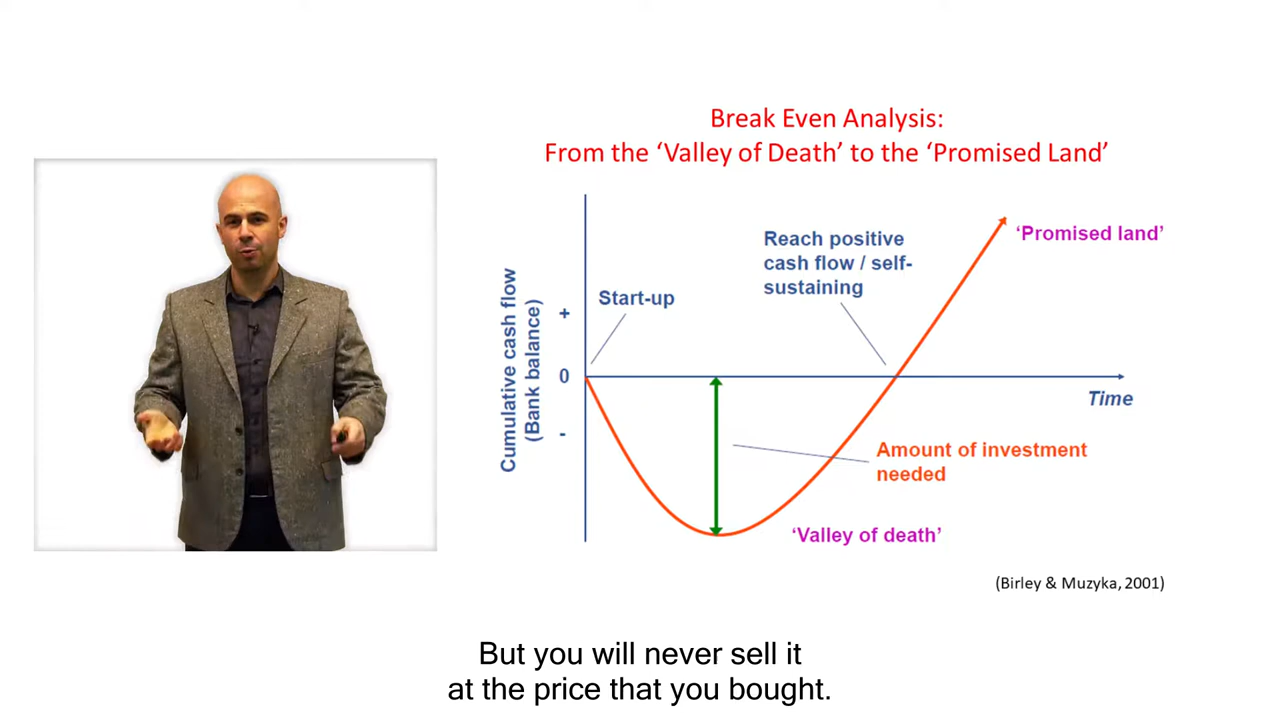 Break Even Analysis:
From the ‘Valley of Death’ to the ‘Promised Land’
Cumulative cash flow
(Bank balance)
+
0
-
Start-up
Reach positive
cash flow / self-
sustaining
‘Promised land’
Time
Amount of investment
needed
‘Valley of death’
(Birley & Muzyka, 2001)
But you will never sell it
at the price that you bought.